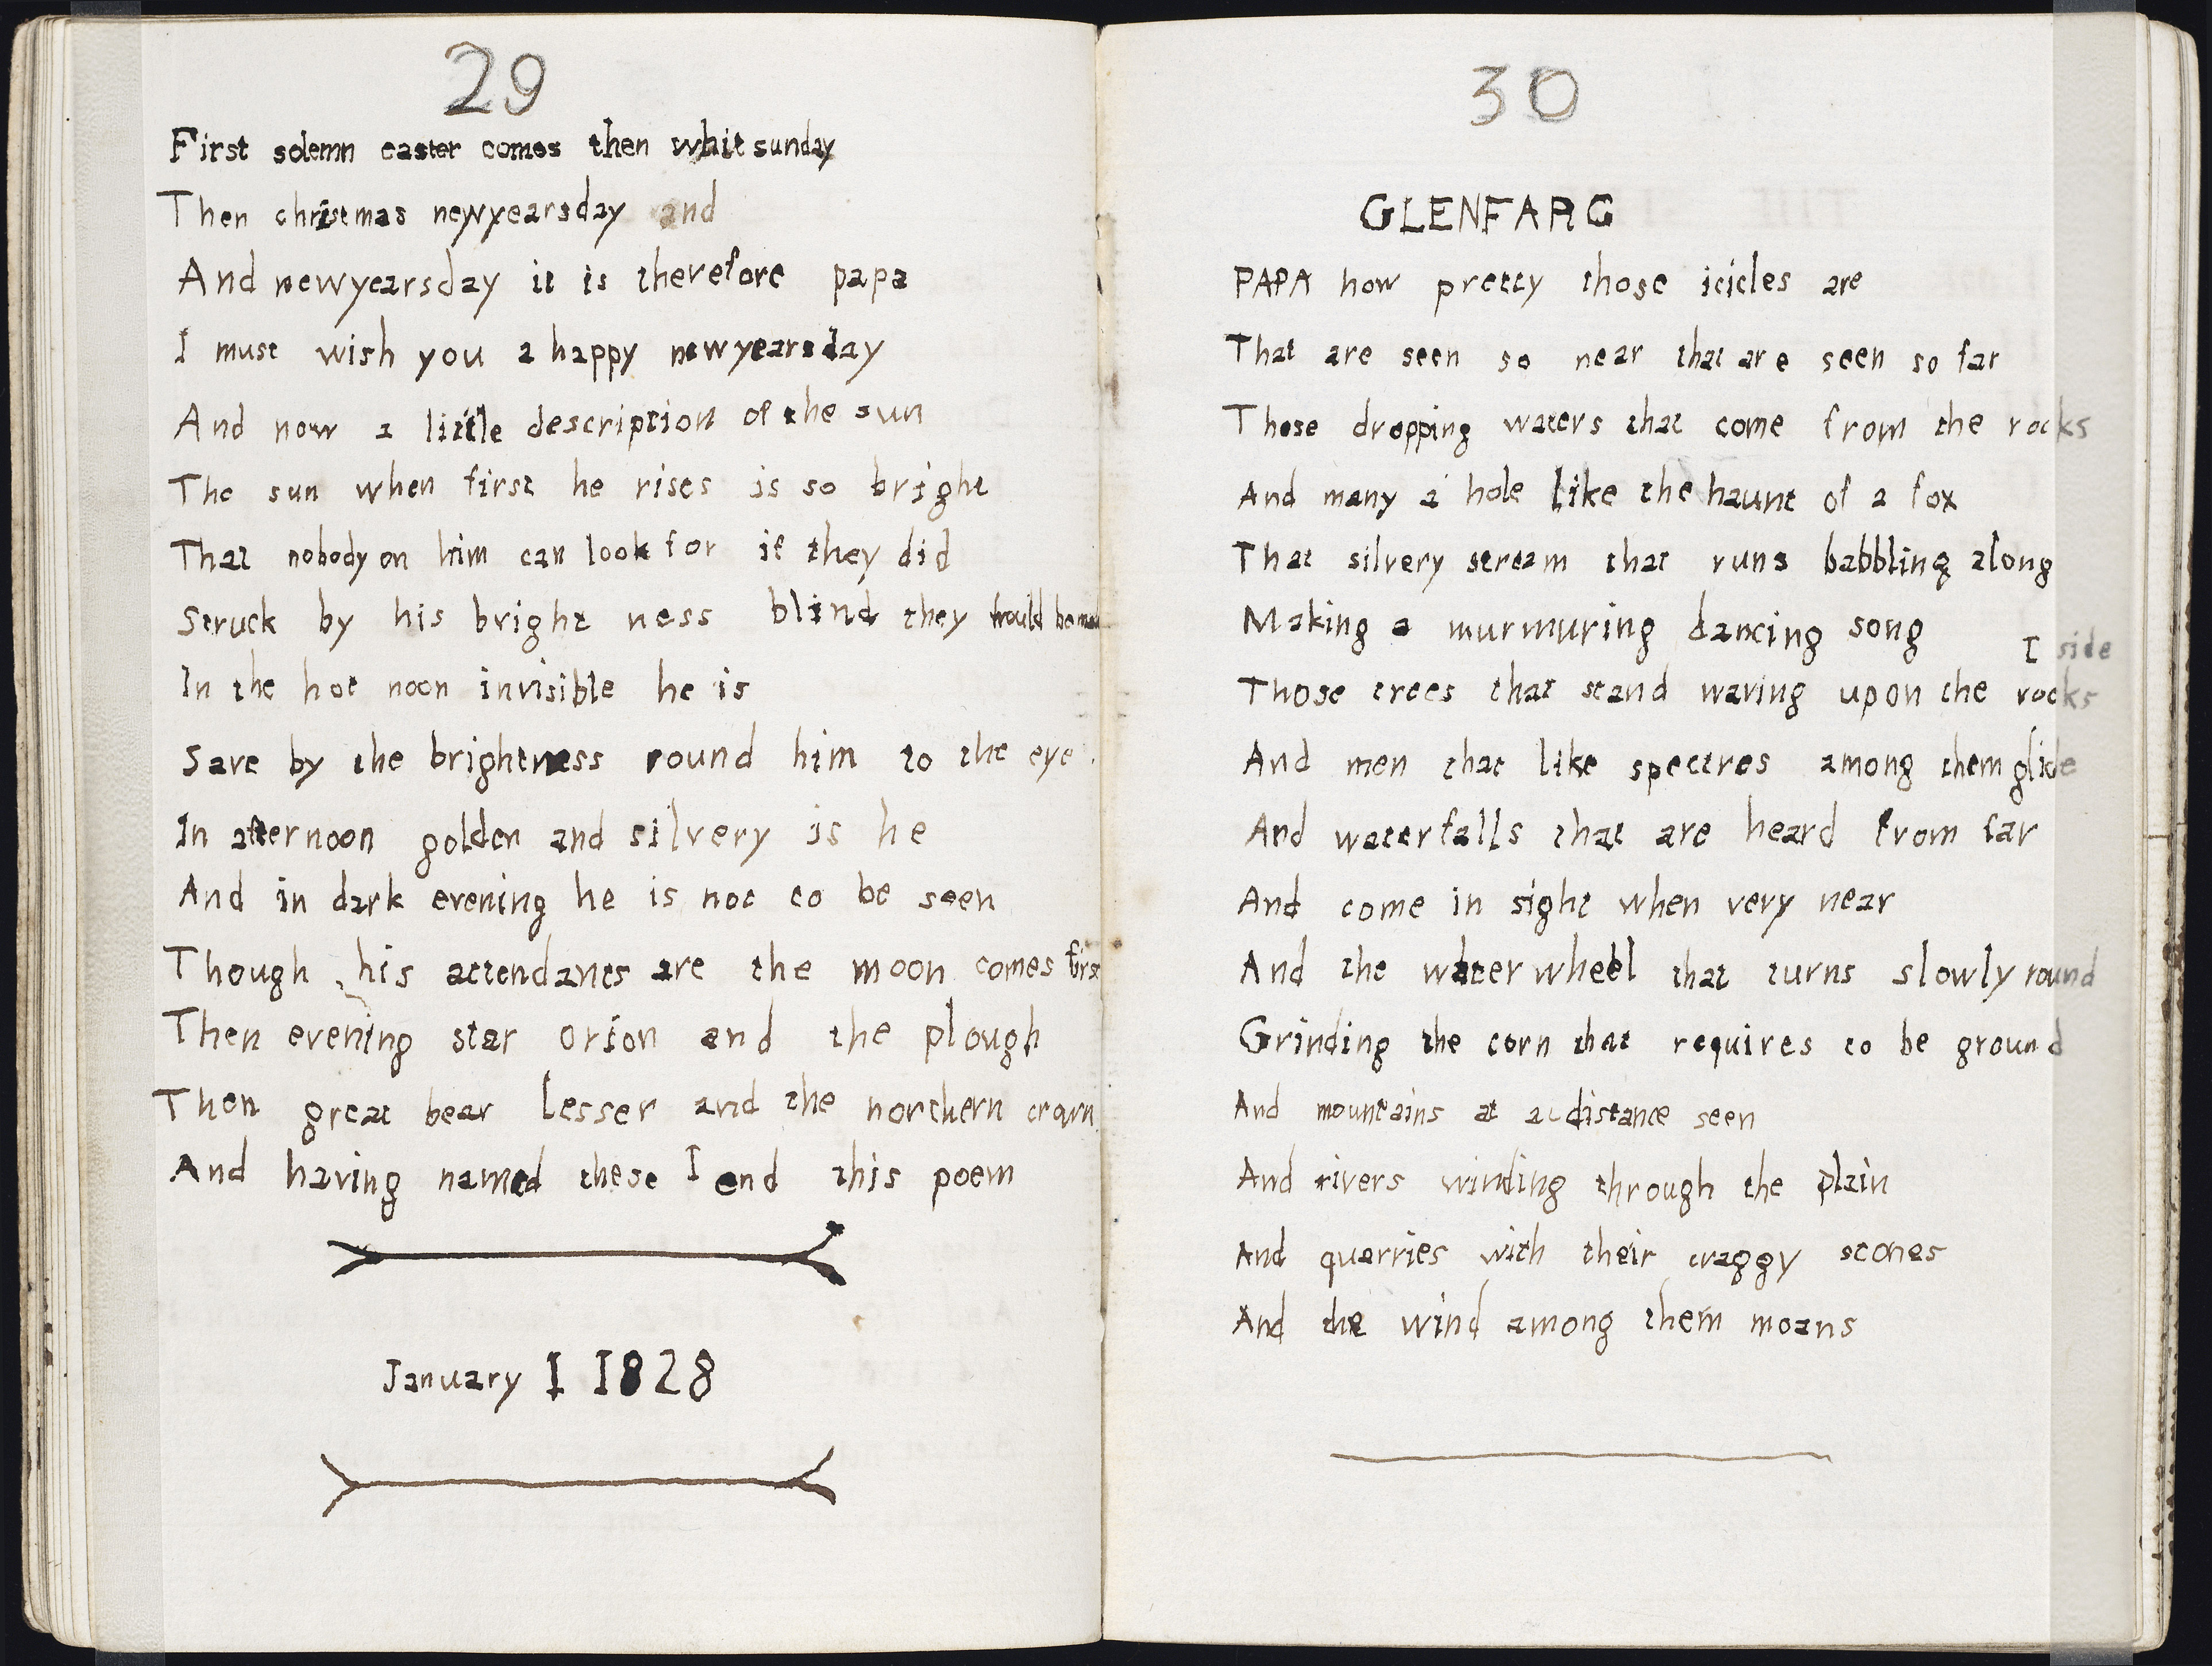 29
First solemn easter comes then whitsunday
Then christmas newyearsday and
And newyearsday it is therefore papa
I must wish you a happy newyearsday
And now a little description of the sun
The sun when first he rises is so bright
That nobody on him can look for if they did
Struck by his bright ness blind they would be
In the hot noon invisible he is
Save by the brightness round him to the eye
In afternoon golden and silvery is he
And in dark evening he is not to be seen
Though his attendants are the moon comes first
Then evening star orion and the plough
Then great bear lesser and the northern crown
And having named these I end this poem
January I I828
30
GLENFARG
PAPA how pretty those icicles are
That are seen so near that are seen so far
Those dropping waters that come from the rocks
And many a hole like the haunt of a fox
That silvery stream that runs babbling along
Making a murmuring dancing song
I side
Those trees that stand waving upon the rocks
And men that like spectres among them glide
And waterfalls that are heard from far
And come in sight when very near
And the water wheel that turns slowly round
Grinding the corn that requires to be ground
And mountains at a distance seen
And rivers winding through the plain
And quarries with their craggy stones
And the wind among them moans